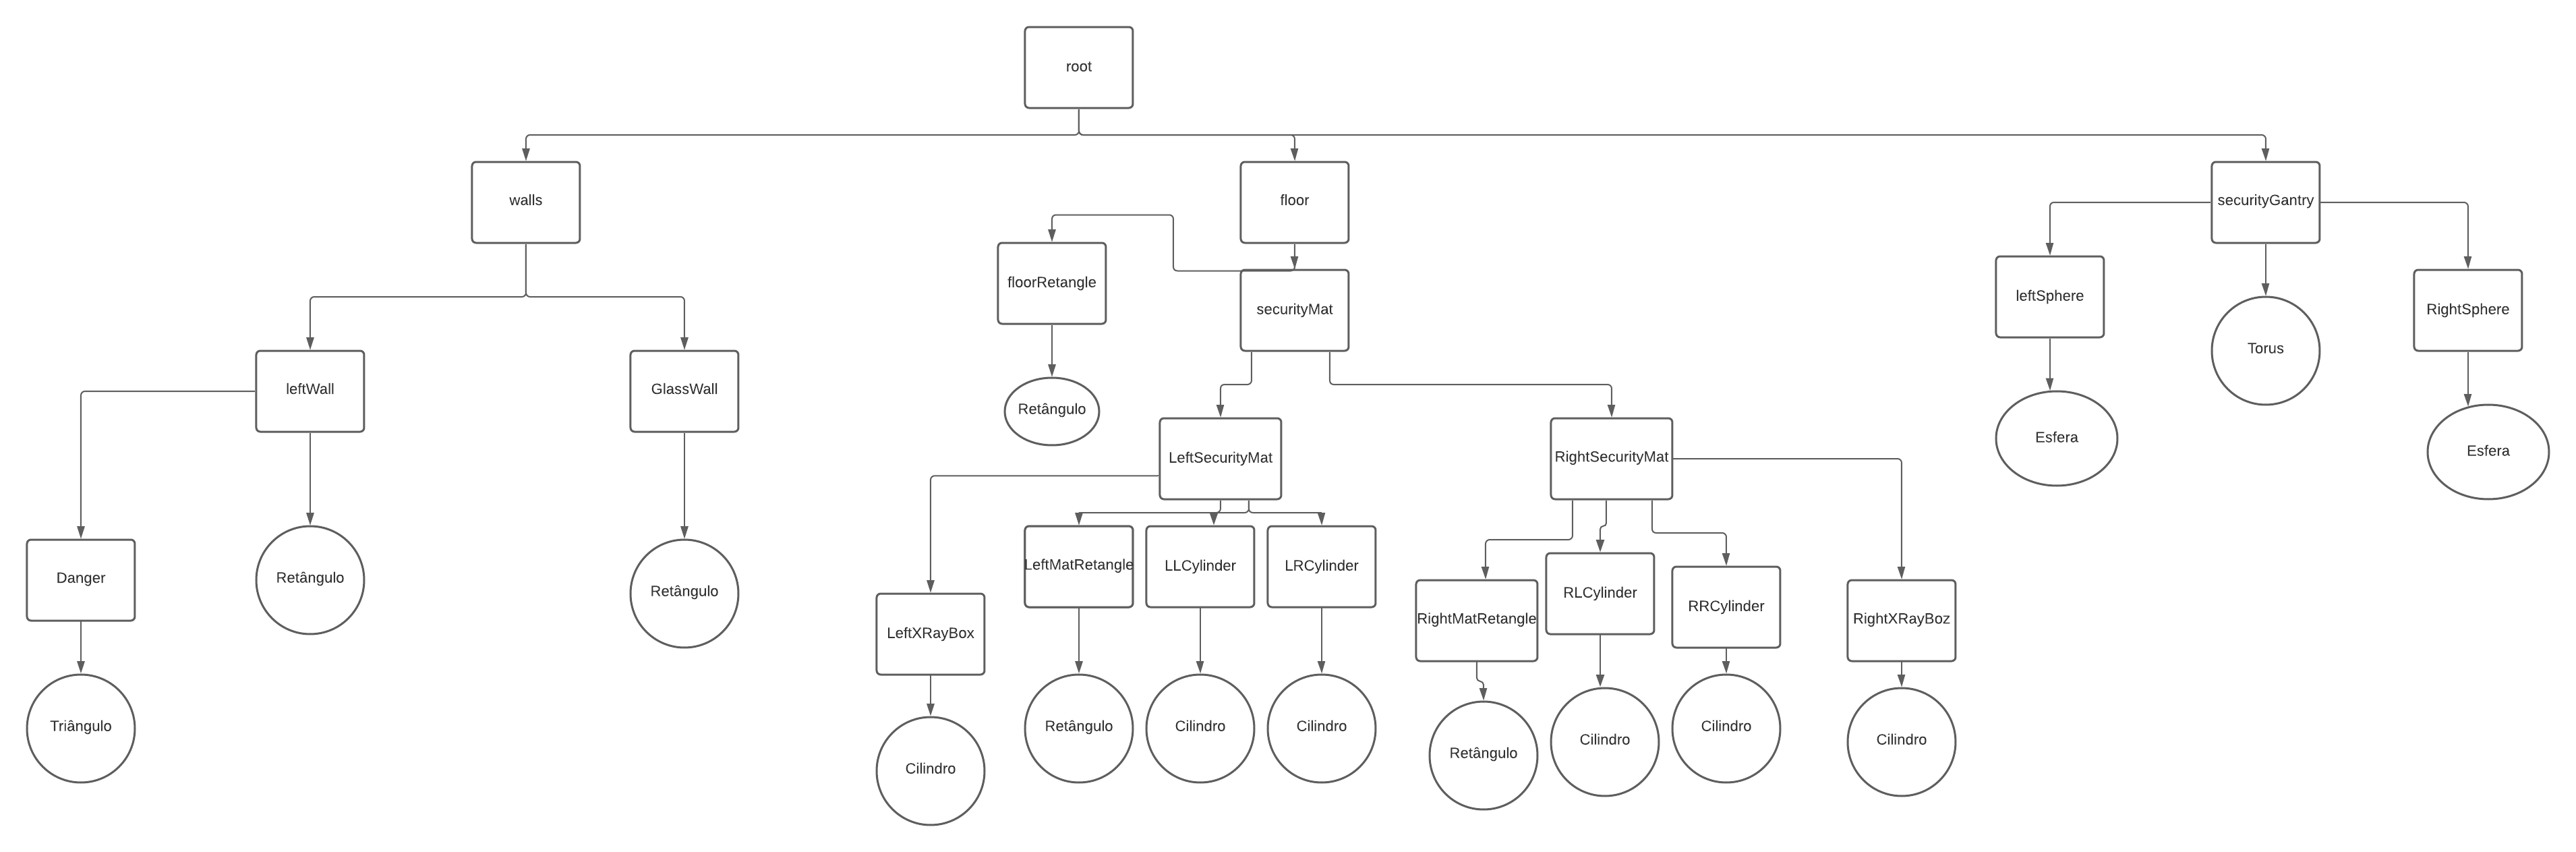 root
walls
floor
securityGantry
floorRetangle
securityMat
leftSphere
Torus
RightSphere
leftWall
GlassWall
Retângulo
Esfera
Esfera
LeftSecurityMat
RightSecurityMat
Danger
Retângulo
Retângulo
LeftXRayBox
LeftMatRetangle
LLCylinder
LRCylinder
RightMatRetangle
RLCylinder
RRCylinder
RightXRayBoz
Triângulo
Cilindro
Retângulo
Cilindro
Cilindro
Retângulo
Cilindro
Cilindro
Cilindro